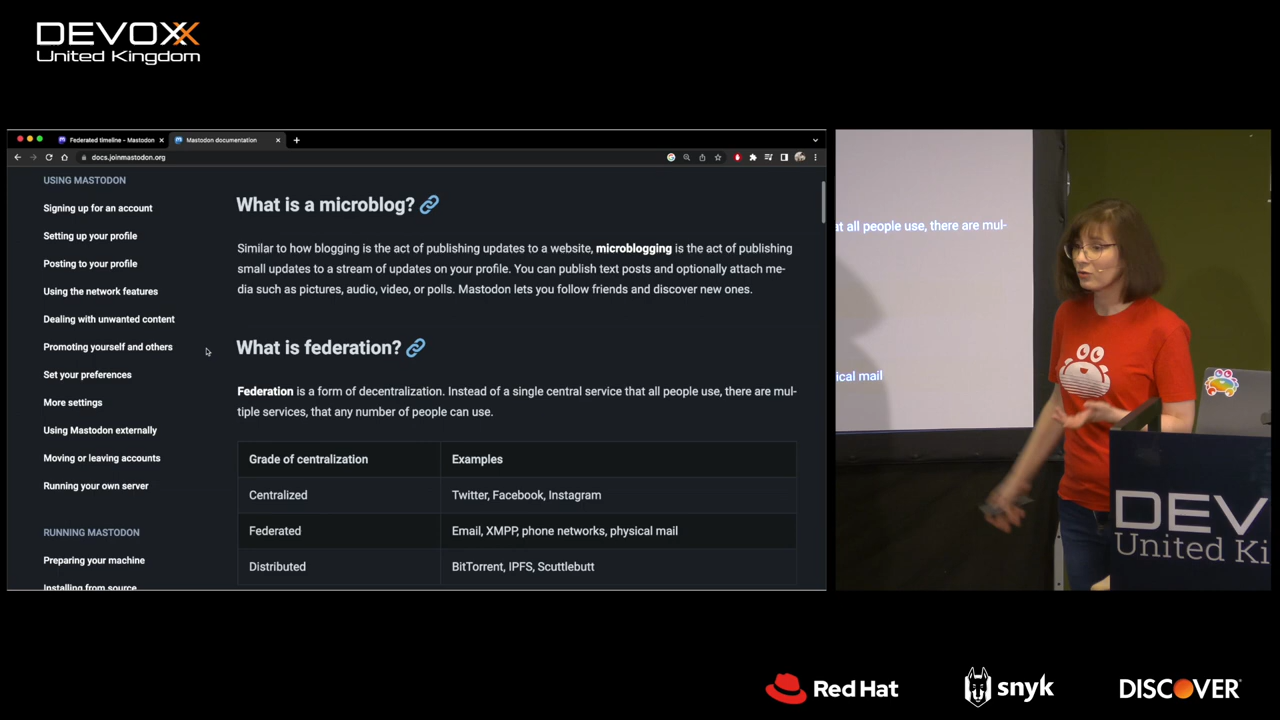 DEVOXX
United Kingdom
Federated timeline - Mastodon
Mastodon documentation
docs.joinmastodon.org
USING MASTODON
Signing up for an account
Setting up your profile
Posting to your profile
Using the network features
Dealing with unwanted content
Promoting yourself and others
Set your preferences
More settings
Using Mastodon externally
Moving or leaving accounts
Running your own server
RUNNING MASTODON
Preparing your machine
Installing from source
What is a microblog?
Similar to how blogging is the act of publishing updates to a website, microblogging is the act of publishing
small updates to a stream of updates on your profile. You can publish text posts and optionally attach me-
dia such as pictures, audio, video, or polls. Mastodon lets you follow friends and discover new ones.
What is federation?
Federation is a form of decentralization. Instead of a single central service that all people use, there are mul-
tiple services, that any number of people can use.
Grade of centralization Examples
Centralized Twitter, Facebook, Instagram
Federated Email, XMPP, phone networks, physical mail
Distributed BitTorrent, IPFS, Scuttlebutt
at all people use, there are mul-
ical mail
DEV
United Ki
Red Hat
snyk
DISCOVER